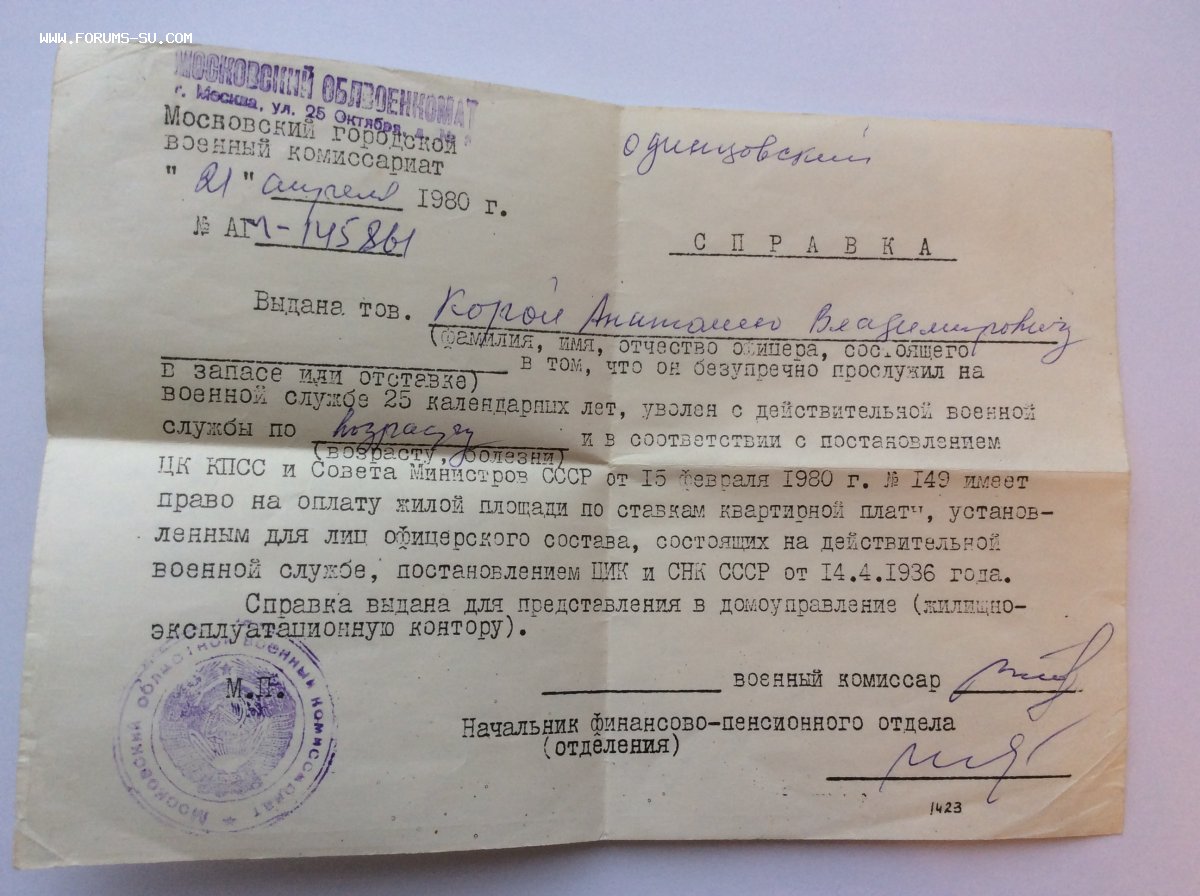 www.forums-su.com
МОСКОВСКИЙ ОБЛВОЕНКОМАТ
г. Москва, ул. 25 Октября, д.
Московский городской
военный комиссариат
" 21 " апреля 1980 г.
№ АГМ-145861
Одинцовский
СПРАВКА
Выдана тов. Корой Анатолию Владимировичу
(фамилия, имя, отчество офицера, состоящего
в запасе или отставке) в том, что он безупречно прослужил на
военной службе 25 календарных лет, уволен с действительной военной
службы по возрасту и в соответствии с постановлением
(возрасту, болезни)
ЦК КПСС и Совета Министров СССР от 15 февраля 1980 г. № 149 имеет
право на оплату жилой площади по ставкам квартирной платы, установ-
ленным для лиц офицерского состава, состоящих на действительной
военной службе, постановлением ЦИК и СНК СССР от 14.4.1936 года.
Справка выдана для представления в домоуправление (жилищно-
эксплуатационную контору).
М.П.
МОСКОВСКИЙ ОБЛАСТНОЙ ВОЕННЫЙ КОМИССАРИАТ
военный комиссар
Начальник финансово-пенсионного отдела
(отделения)
1423